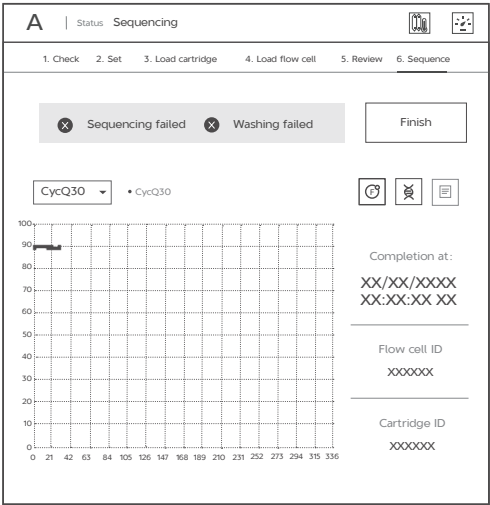 A | Status Sequencing
1. Check 2. Set 3. Load cartridge 4. Load flow cell 5. Review 6. Sequence
Sequencing failed Washing failed Finish
CycQ30 • CycQ30
F
Completion at:
XX/XX/XXXX
XX:XX:XX XX
Flow cell ID
XXXXXX
Cartridge ID
XXXXXX
100
90
80
70
60
50
40
30
20
10
0
0 21 42 63 84 105 126 147 168 189 210 231 252 273 294 315 336